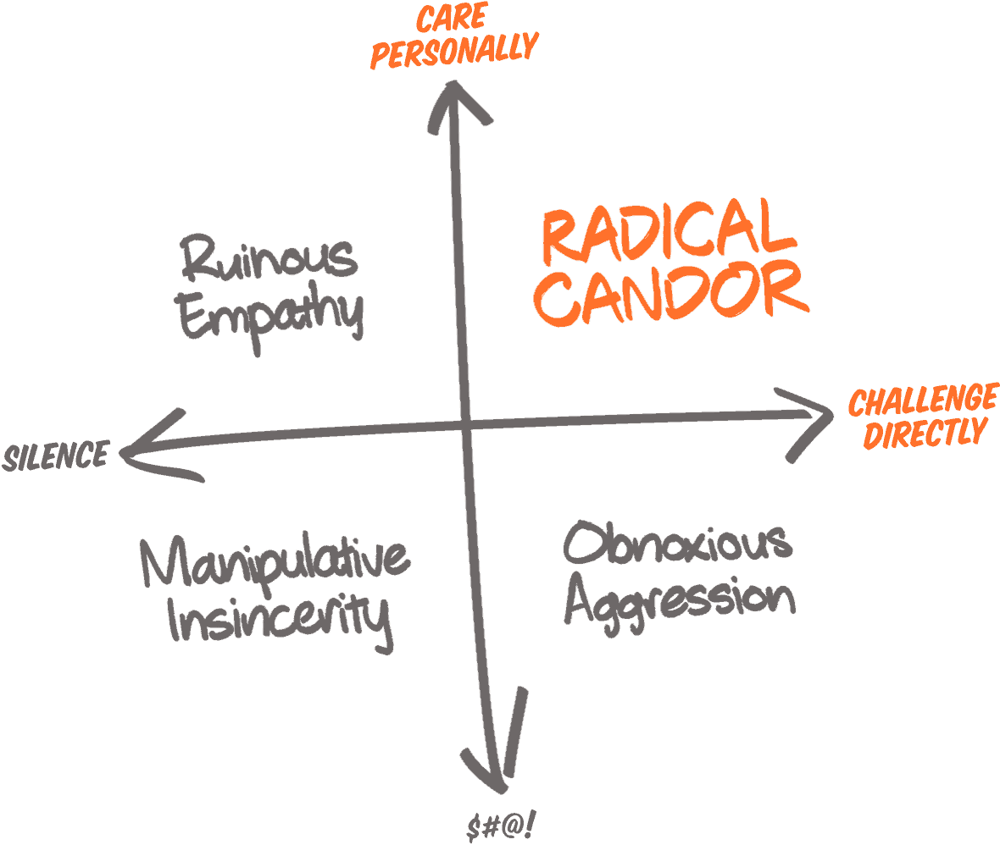 CARE
PERSONALLY
Ruinous
Empathy
RADICAL
CANDOR
SILENCE
CHALLENGE
DIRECTLY
Manipulative
Insincerity
Obnoxious
Aggression
$#@!